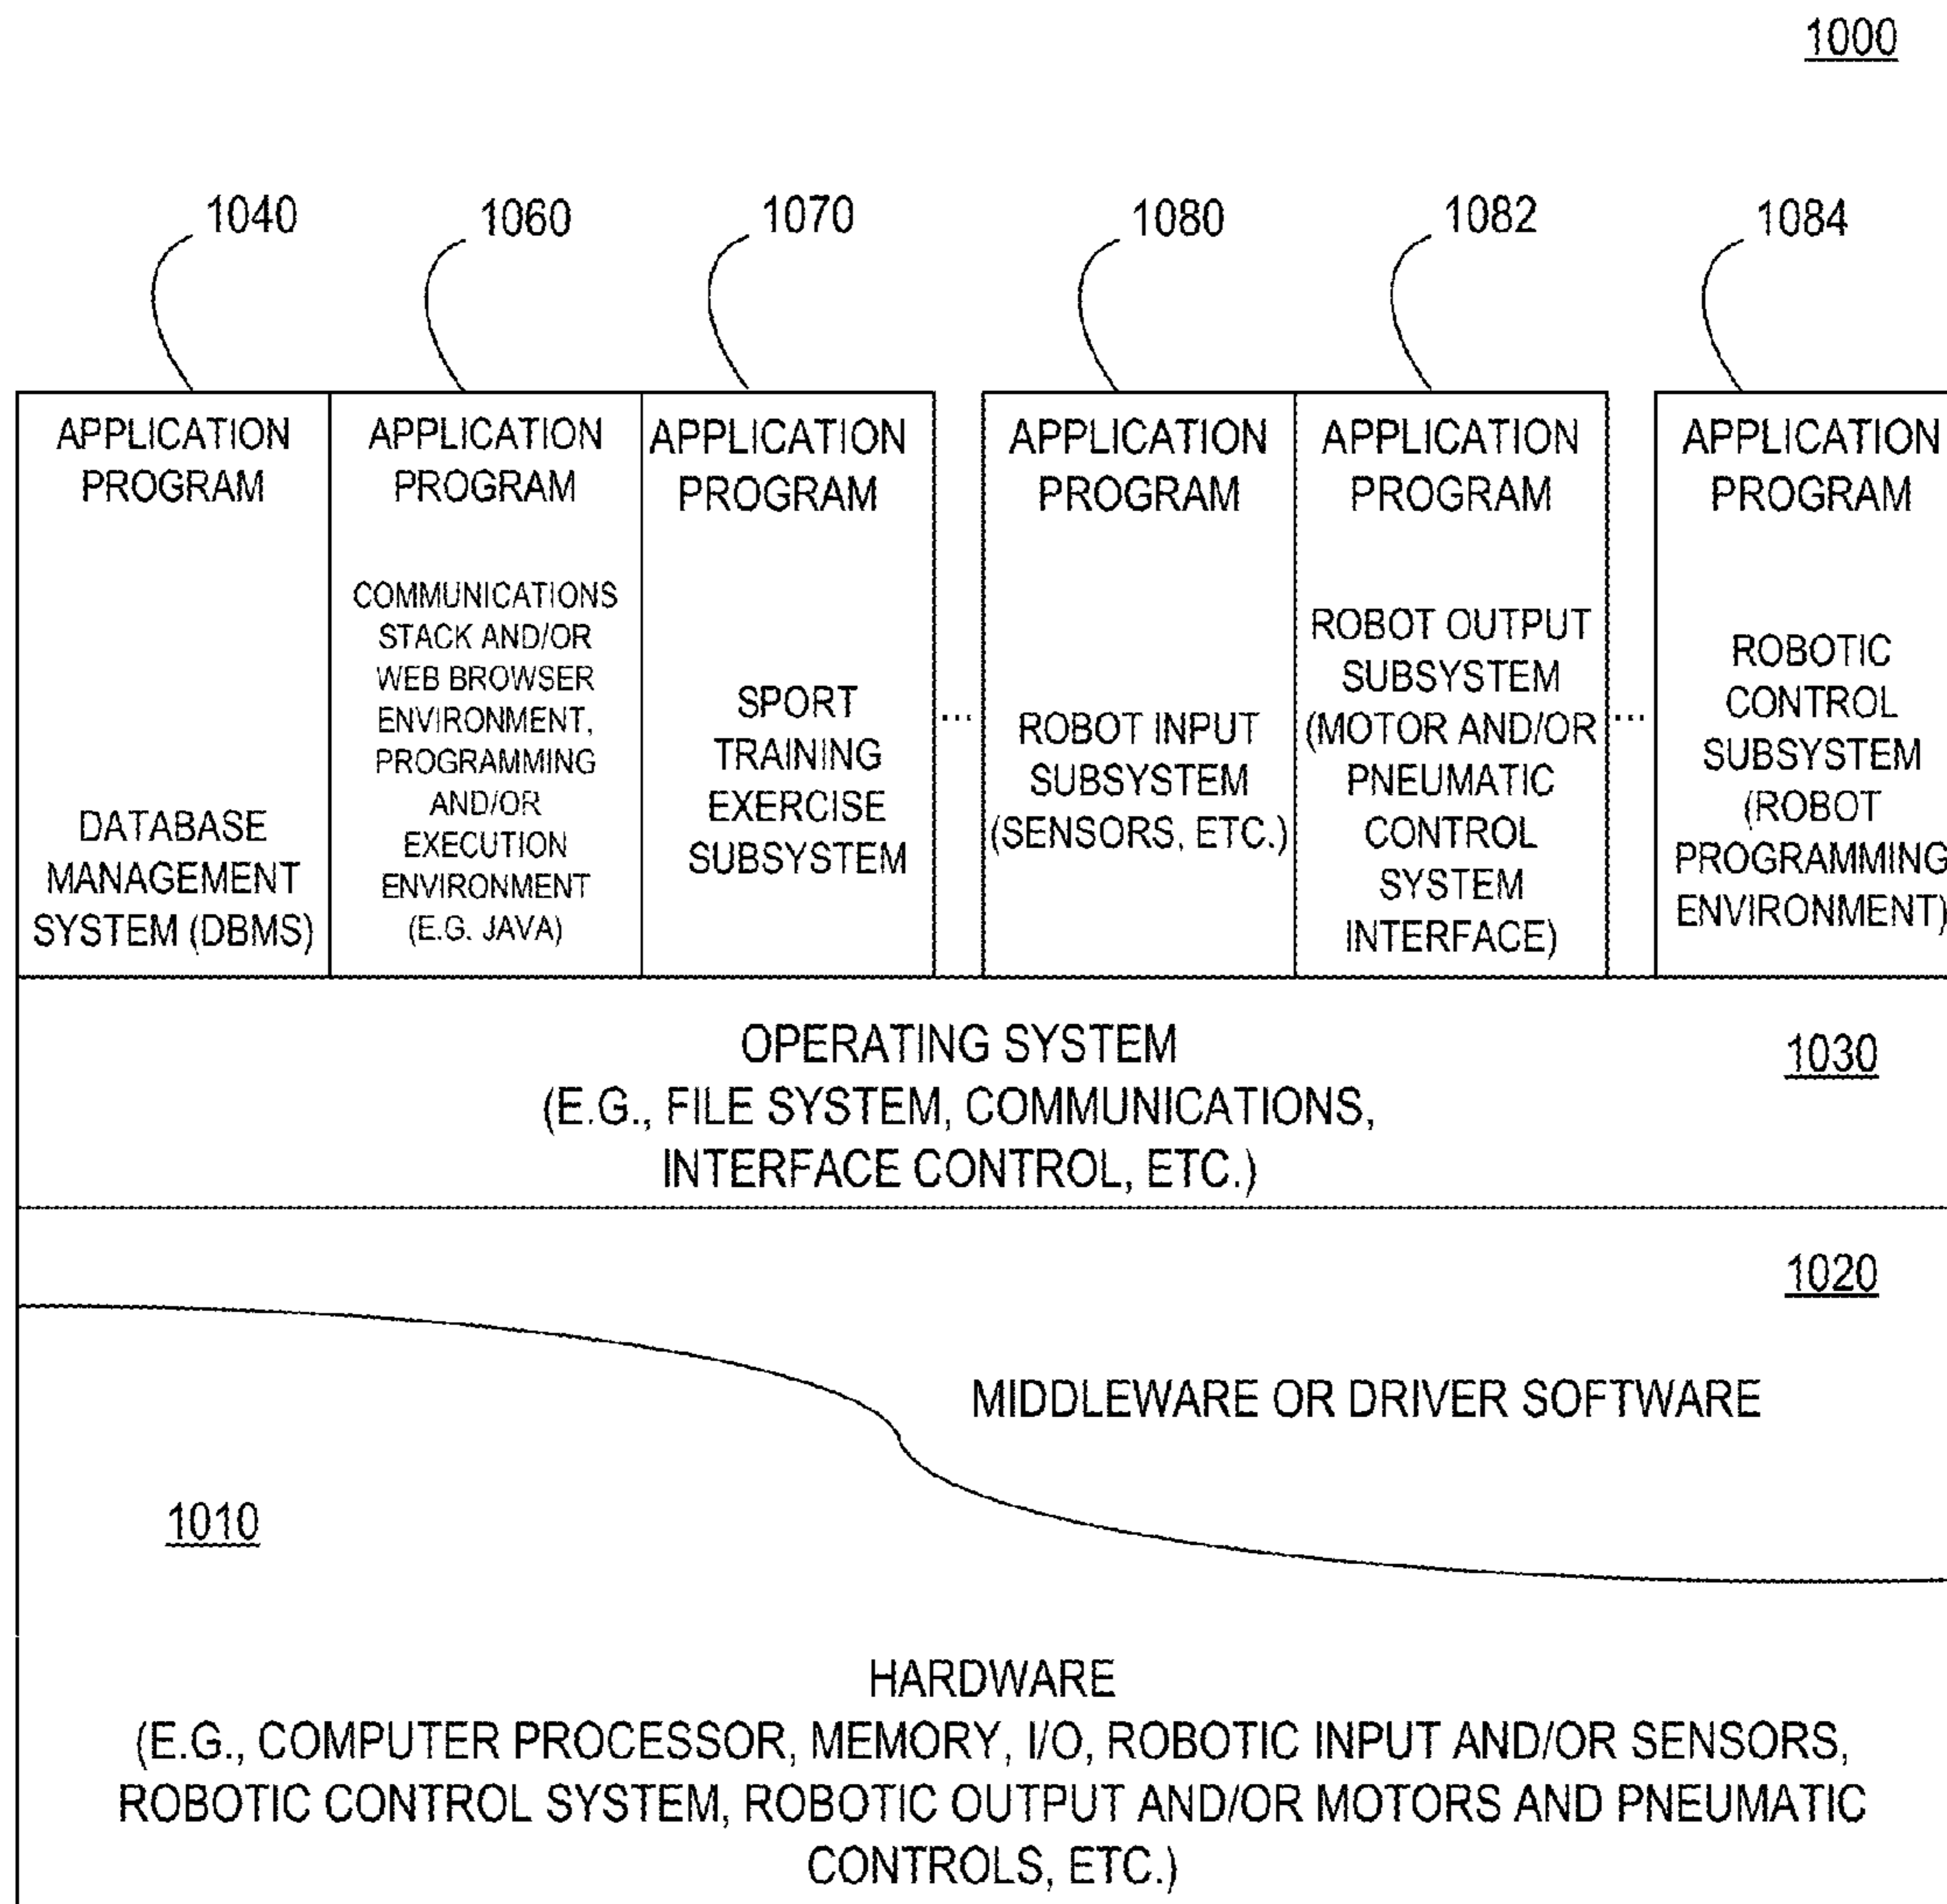 1000
1040
1060
1070
1080
1082
1084
APPLICATION
PROGRAM
DATABASE
MANAGEMENT
SYSTEM (DBMS)
APPLICATION
PROGRAM
COMMUNICATIONS
STACK AND/OR
WEB BROWSER
ENVIRONMENT,
PROGRAMMING
AND/OR
EXECUTION
ENVIRONMENT
(E.G. JAVA)
APPLICATION
PROGRAM
SPORT
TRAINING
EXERCISE
SUBSYSTEM
...
APPLICATION
PROGRAM
ROBOT INPUT
SUBSYSTEM
(SENSORS, ETC.)
APPLICATION
PROGRAM
ROBOT OUTPUT
SUBSYSTEM
(MOTOR AND/OR
PNEUMATIC
CONTROL
SYSTEM
INTERFACE)
...
APPLICATION
PROGRAM
ROBOTIC
CONTROL
SUBSYSTEM
(ROBOT
PROGRAMMING
ENVIRONMENT)
OPERATING SYSTEM
(E.G., FILE SYSTEM, COMMUNICATIONS,
INTERFACE CONTROL, ETC.)
1030
1020
MIDDLEWARE OR DRIVER SOFTWARE
1010
HARDWARE
(E.G., COMPUTER PROCESSOR, MEMORY, I/O, ROBOTIC INPUT AND/OR SENSORS,
ROBOTIC CONTROL SYSTEM, ROBOTIC OUTPUT AND/OR MOTORS AND PNEUMATIC
CONTROLS, ETC.)